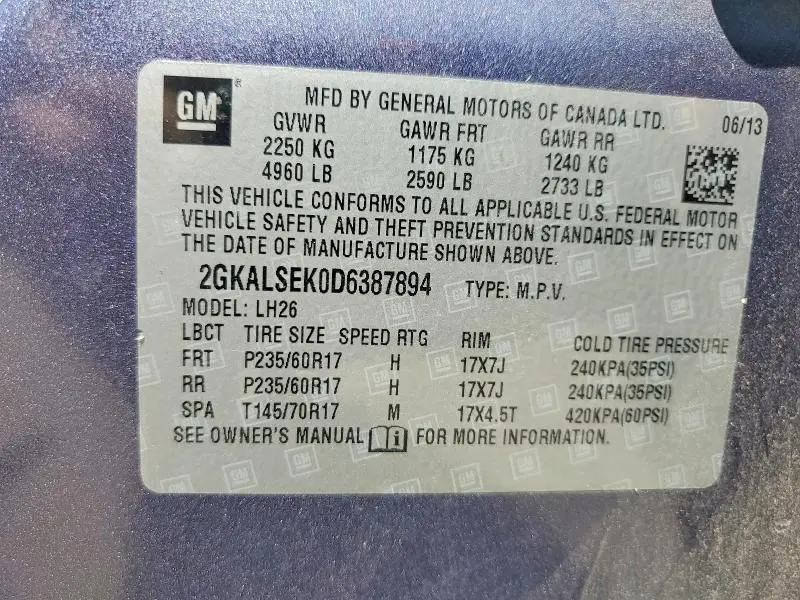 GM
MFD BY GENERAL MOTORS OF CANADA LTD. 06/13
GVWR GAWR FRT GAWR RR
2250 KG 1175 KG 1240 KG
4960 LB 2590 LB 2733 LB
THIS VEHICLE CONFORMS TO ALL APPLICABLE U.S. FEDERAL MOTOR
VEHICLE SAFETY AND THEFT PREVENTION STANDARDS IN EFFECT ON
THE DATE OF MANUFACTURE SHOWN ABOVE.
2GKALSEK0D6387894 TYPE: M.P.V.
MODEL: LH26
LBCT TIRE SIZE SPEED RTG RIM COLD TIRE PRESSURE
FRT P235/60R17 H 17X7J 240KPA(35PSI)
RR P235/60R17 H 17X7J 240KPA(35PSI)
SPA T145/70R17 M 17X4.5T 420KPA(60PSI)
SEE OWNER'S MANUAL i FOR MORE INFORMATION.